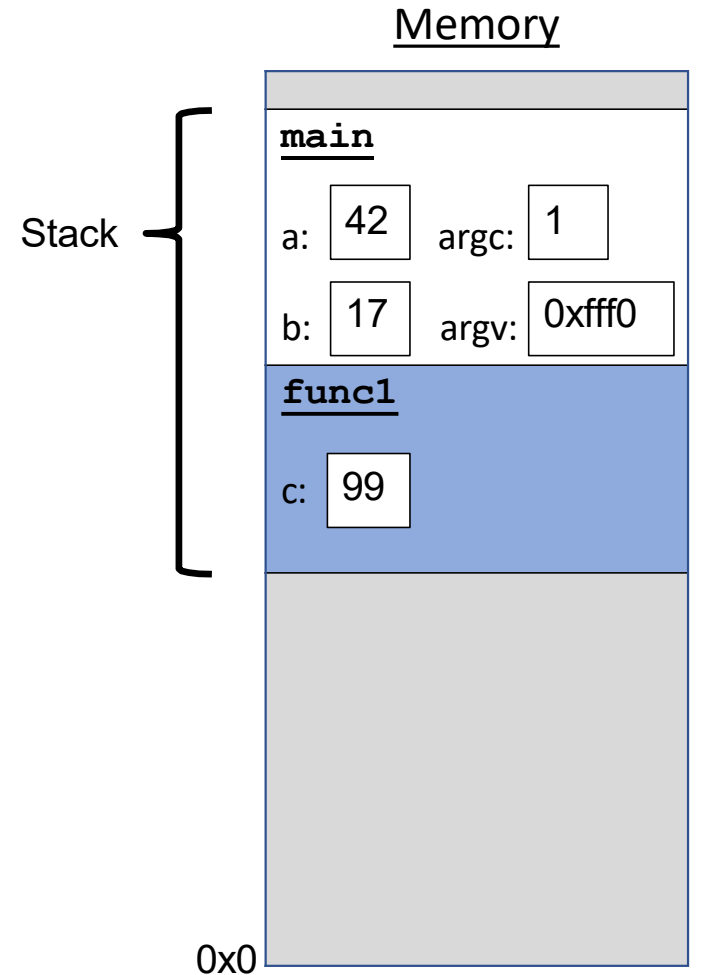 Memory
Stack
main
a: 42 argc: 1
b: 17 argv: 0xfff0
func1
c: 99
0x0